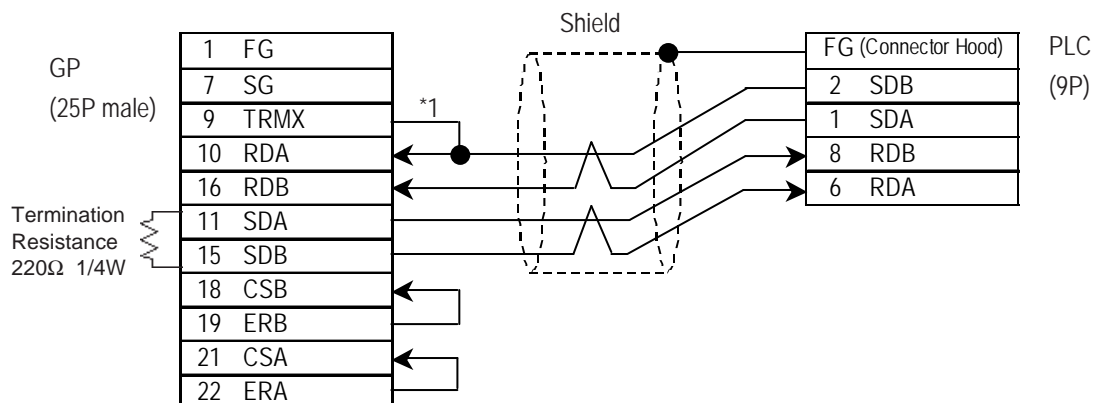 Shield
GP
(25P male)
1 FG
7 SG
9 TRMX
10 RDA
16 RDB
11 SDA
15 SDB
18 CSB
19 ERB
21 CSA
22 ERA
*1
Termination
Resistance
220Ω 1/4W
FG (Connector Hood)
2 SDB
1 SDA
8 RDB
6 RDA
PLC
(9P)